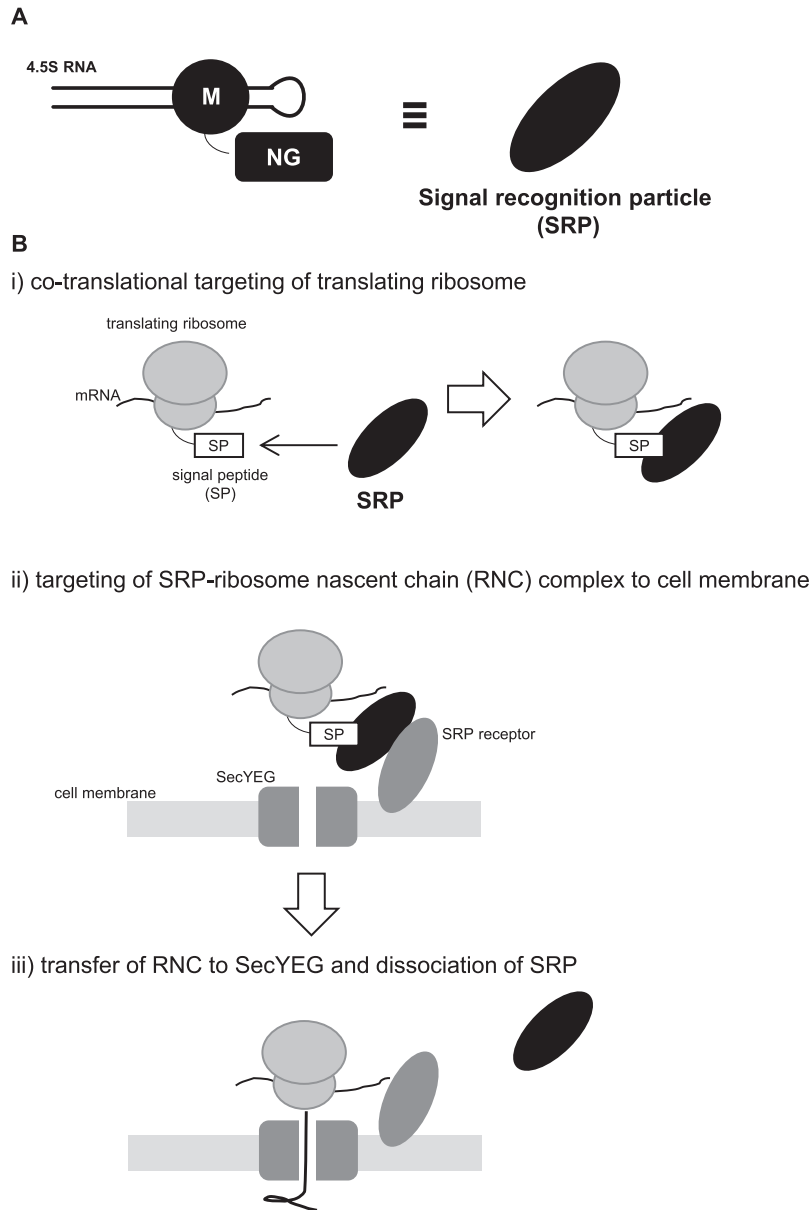 A
4.5S RNA
M
NG
≡
Signal recognition particle
(SRP)
B
i) co-translational targeting of translating ribosome
translating ribosome
mRNA
SP
signal peptide
(SP)
SRP
SP
ii) targeting of SRP-ribosome nascent chain (RNC) complex to cell membrane
SP
SRP receptor
SecYEG
cell membrane
iii) transfer of RNC to SecYEG and dissociation of SRP